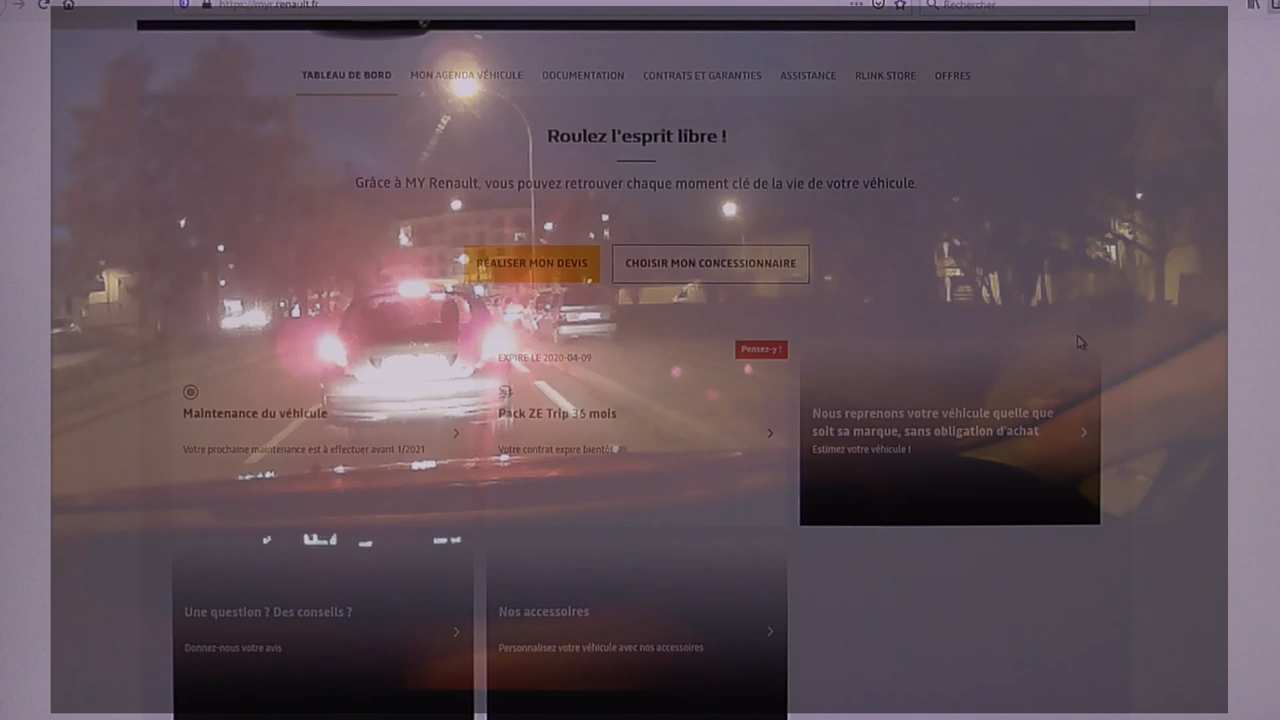 https://myr.renault.fr
Rechercher
TABLEAU DE BORD
MON AGENDA VÉHICULE
DOCUMENTATION
CONTRATS ET GARANTIES
ASSISTANCE
RLINK STORE
OFFRES
Roulez l'esprit libre !
Grâce à MY Renault, vous pouvez retrouver chaque moment clé de la vie de votre véhicule.
RÉALISER MON DEVIS
CHOISIR MON CONCESSIONNAIRE
EXPIRE LE 2020-04-09
Pensez-y !
Maintenance du véhicule
Votre prochaine maintenance est à effectuer avant 1/2021
Pack ZE Trip 36 mois
Votre contrat expire bientôt
Nous reprenons votre véhicule quelle que
soit sa marque, sans obligation d'achat
Estimez votre véhicule !
Une question ? Des conseils ?
Donnez-nous votre avis
Nos accessoires
Personnalisez votre véhicule avec nos accessoires